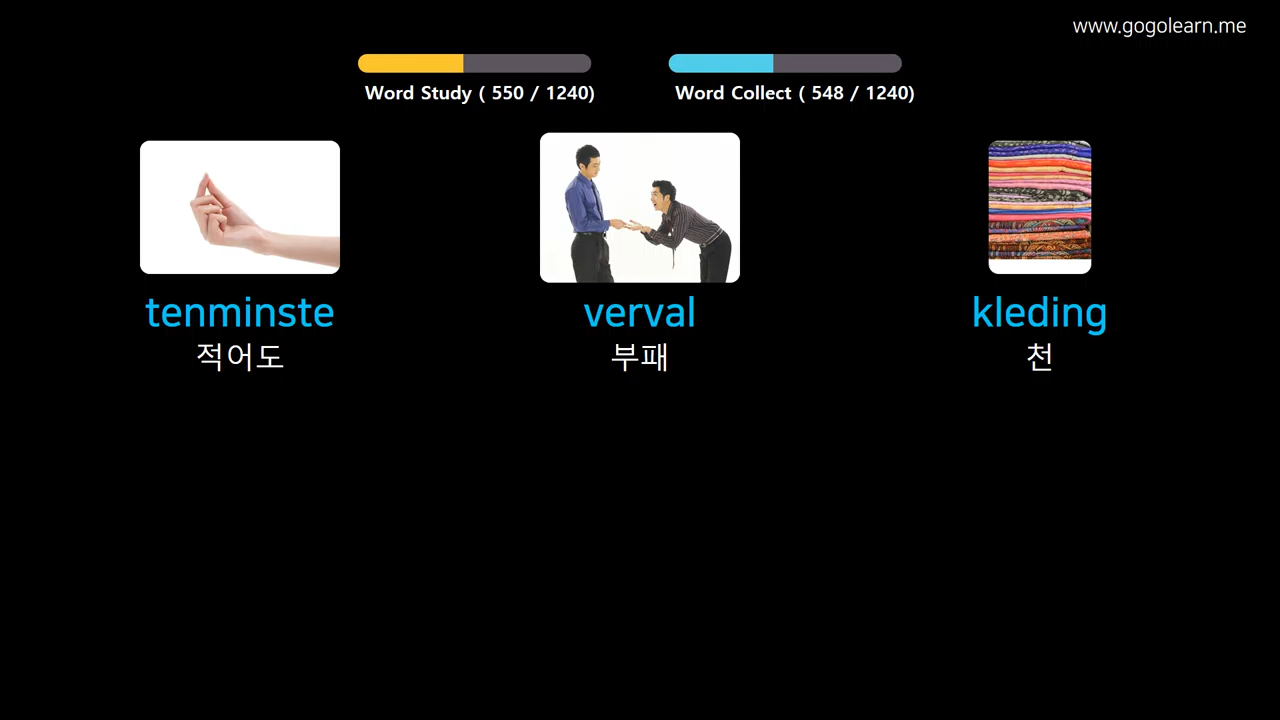 www.gogolearn.me
Word Study ( 550 / 1240)
Word Collect ( 548 / 1240)
tenminste
적어도
verval
부패
kleding
천